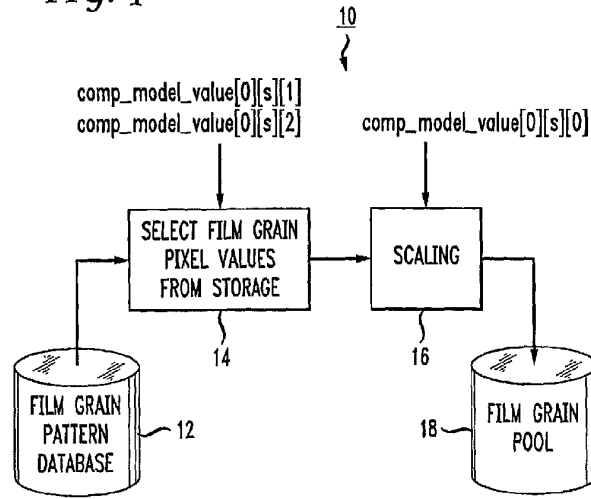 Fig. 1
10
comp_model_value[0][s][1]
comp_model_value[0][s][2]
comp_model_value[0][s][0]
SELECT FILM GRAIN
PIXEL VALUES
FROM STORAGE
SCALING
14
16
FILM GRAIN
PATTERN
DATABASE
12
18
FILM GRAIN
POOL